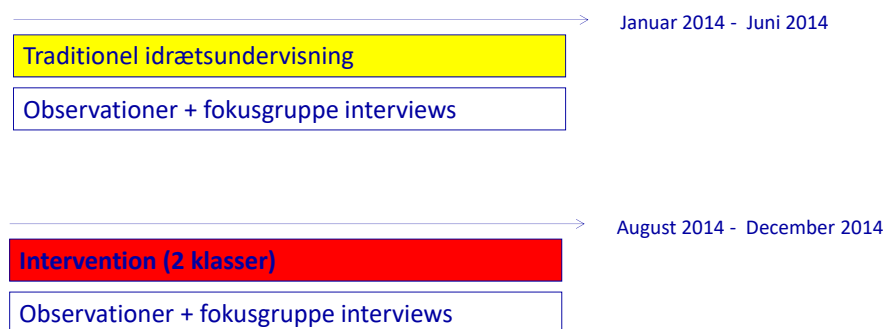 Januar 2014 - Juni 2014
Traditionel idrætsundervisning
Observationer + fokusgruppe interviews
August 2014 - December 2014
Intervention (2 klasser)
Observationer + fokusgruppe interviews